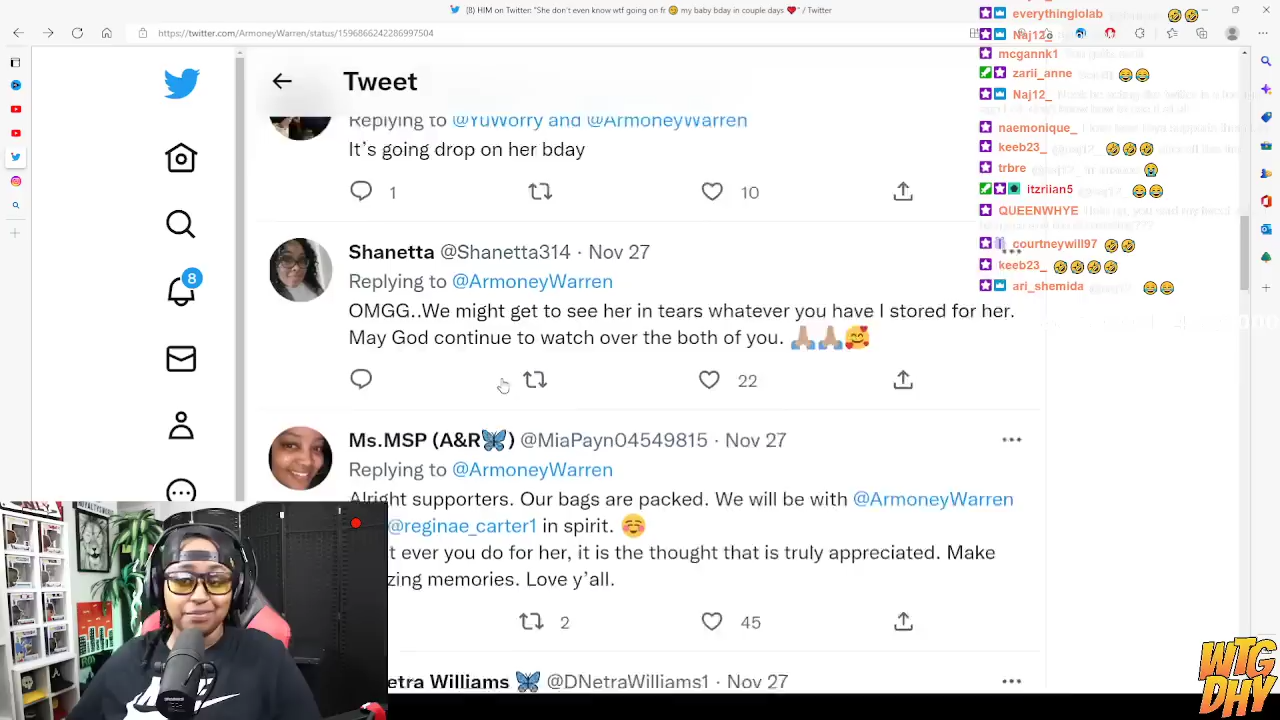 (8) HIM on Twitter: "She don't even know wtf going on fr 😊 my baby bday in couple days ❤️" / Twitter
https://twitter.com/ArmoneyWarren/status/1596866242286997504
Tweet
Replying to @YuWorry and @ArmoneyWarren
It's going drop on her bday
1
10
8
Shanetta @Shanetta314 · Nov 27
Replying to @ArmoneyWarren
OMGG..We might get to see her in tears whatever you have I stored for her.
May God continue to watch over the both of you. 🙏🏽🙏🏽🥰
22
Ms.MSP (A&R🦋) @MiaPayn04549815 · Nov 27
Replying to @ArmoneyWarren
Alright supporters. Our bags are packed. We will be with @ArmoneyWarren
@reginae_carter1 in spirit. ☺️
ever you do for her, it is the thought that is truly appreciated. Make
memories. Love y'all.
2
45
Williams 🦋 @DNetraWilliams1 · Nov 27
everythinglolab 🤣🤣
Naj12_
mcgannk1
zarii_anne 😂😂
Naj12_
naemonique_
keeb23_ 🤣🤣🤣
trbre 😭
itzriian5 😂😂
QUEENWHYE
courtneywill97 🤣🤣
keeb23_ 🤣🤣🤣🤣
ari_shemida 😂😂
WTG
DHY